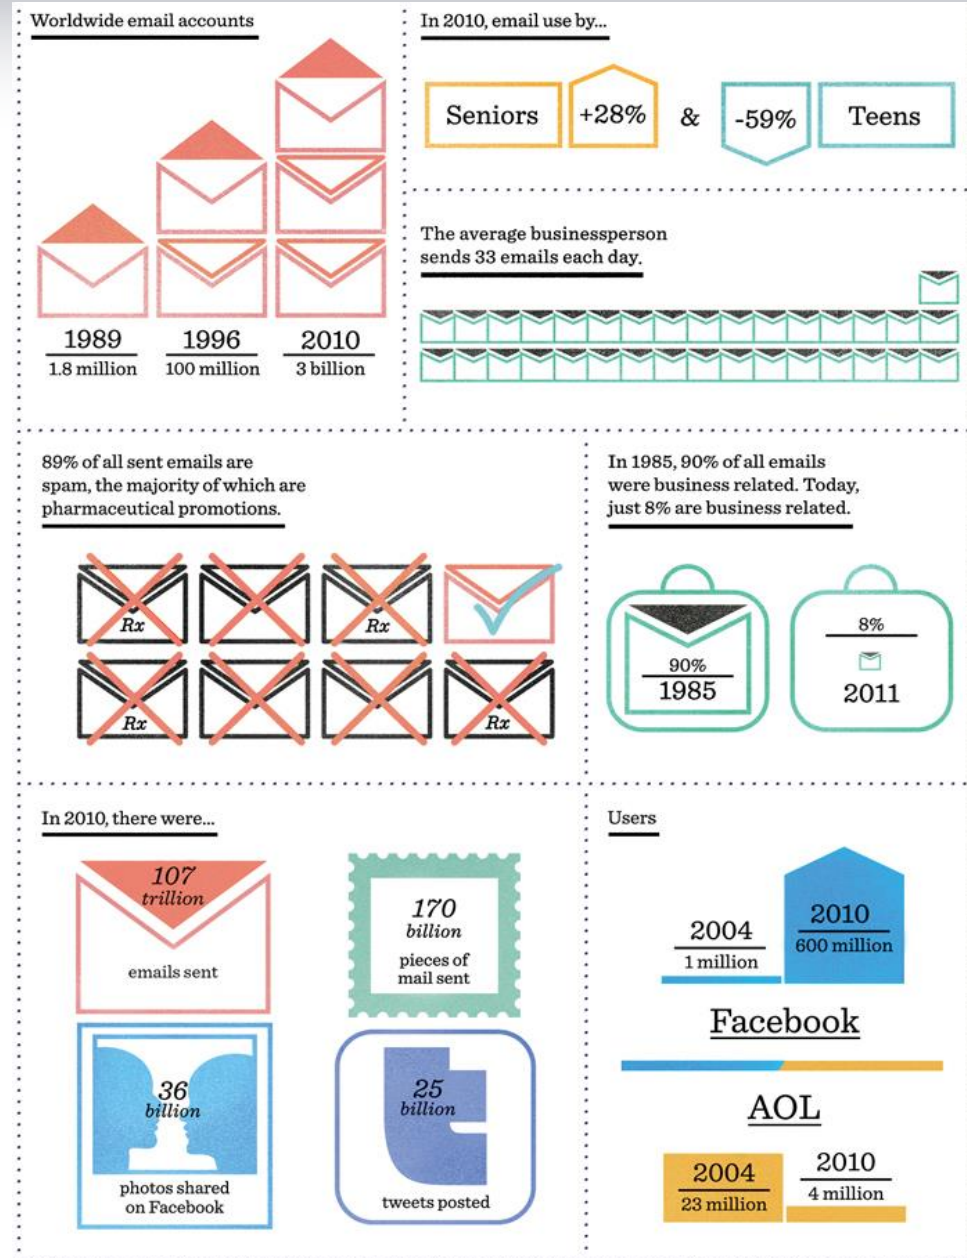 Worldwide email accounts
1989
1.8 million
1996
100 million
2010
3 billion
In 2010, email use by...
Seniors
+28%
&
-59%
Teens
The average businessperson
sends 33 emails each day.
89% of all sent emails are
spam, the majority of which are
pharmaceutical promotions.
Rx
Rx
Rx
Rx
In 1985, 90% of all emails
were business related. Today,
just 8% are business related.
90%
1985
8%
2011
In 2010, there were...
107
trillion
emails sent
170
billion
pieces of
mail sent
36
billion
photos shared
on Facebook
25
billion
tweets posted
Users
2004
1 million
2010
600 million
Facebook
AOL
2004
23 million
2010
4 million